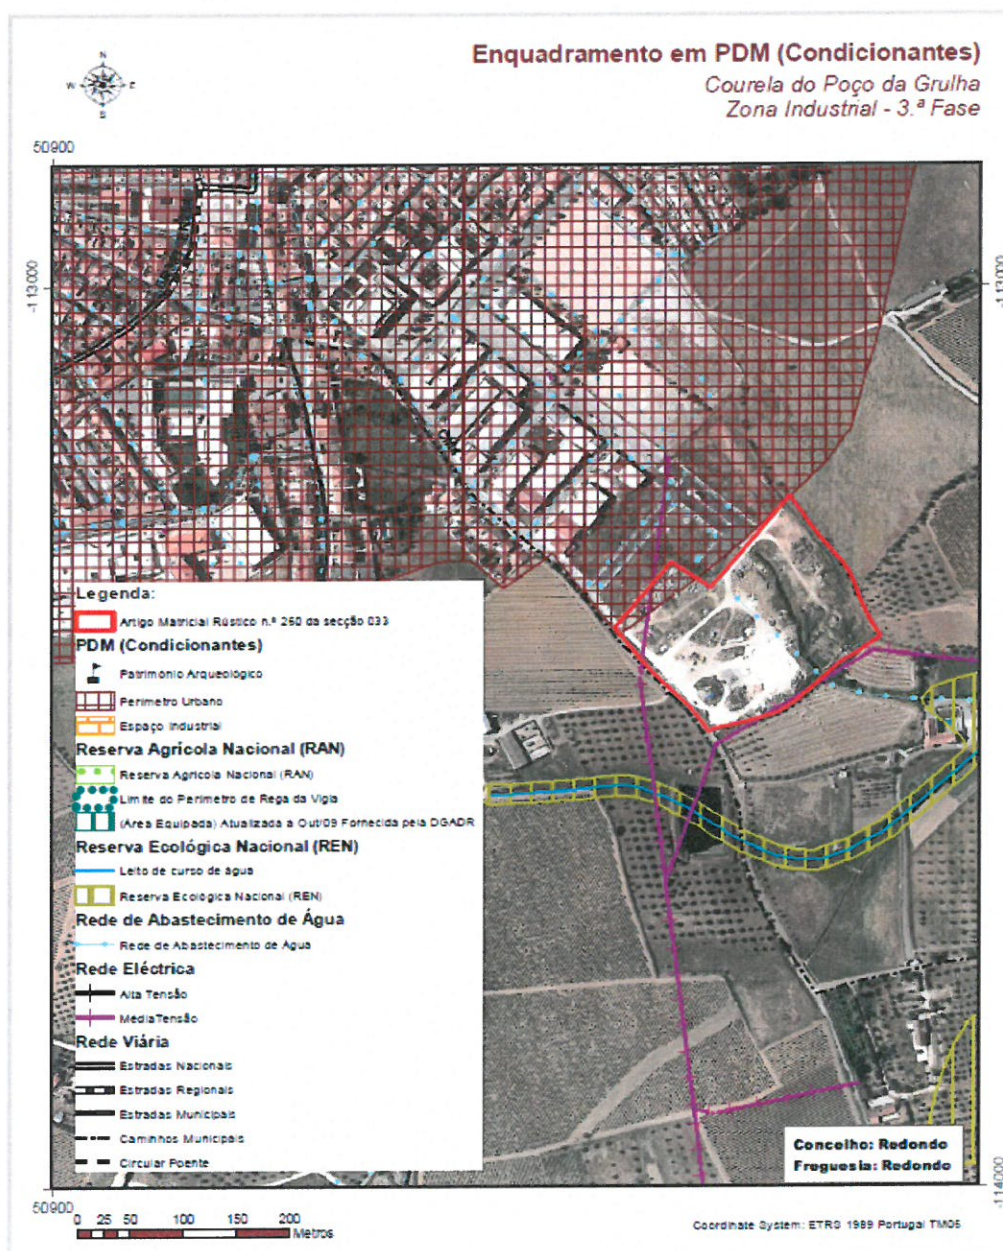 Enquadramento em PDM (Condicionantes)
Courela do Poço da Grulha
Zona Industrial - 3.ª Fase
N
W E
S
50900
-113000
-113000
Legenda:
Artigo Matricial Rústico n.º 260 da secção 033
PDM (Condicionantes)
Património Arqueológico
Perímetro Urbano
Espaço Industrial
Reserva Agrícola Nacional (RAN)
Reserva Agrícola Nacional (RAN)
Limite do Perímetro de Rega da Vigia
(Área Equipada) Atualizada a Out/09 Fornecida pela DGADR
Reserva Ecológica Nacional (REN)
Leito de curso de água
Reserva Ecológica Nacional (REN)
Rede de Abastecimento de Água
Rede de Abastecimento de Água
Rede Eléctrica
Alta Tensão
Média Tensão
Rede Viária
Estradas Nacionais
Estradas Regionais
Estradas Municipais
Caminhos Municipais
Circular Poente
Concelho: Redondo
Freguesia: Redondo
-114000
50900
0 25 50 100 150 200
Metros
Coordinate System: ETRS 1989 Portugal TM06